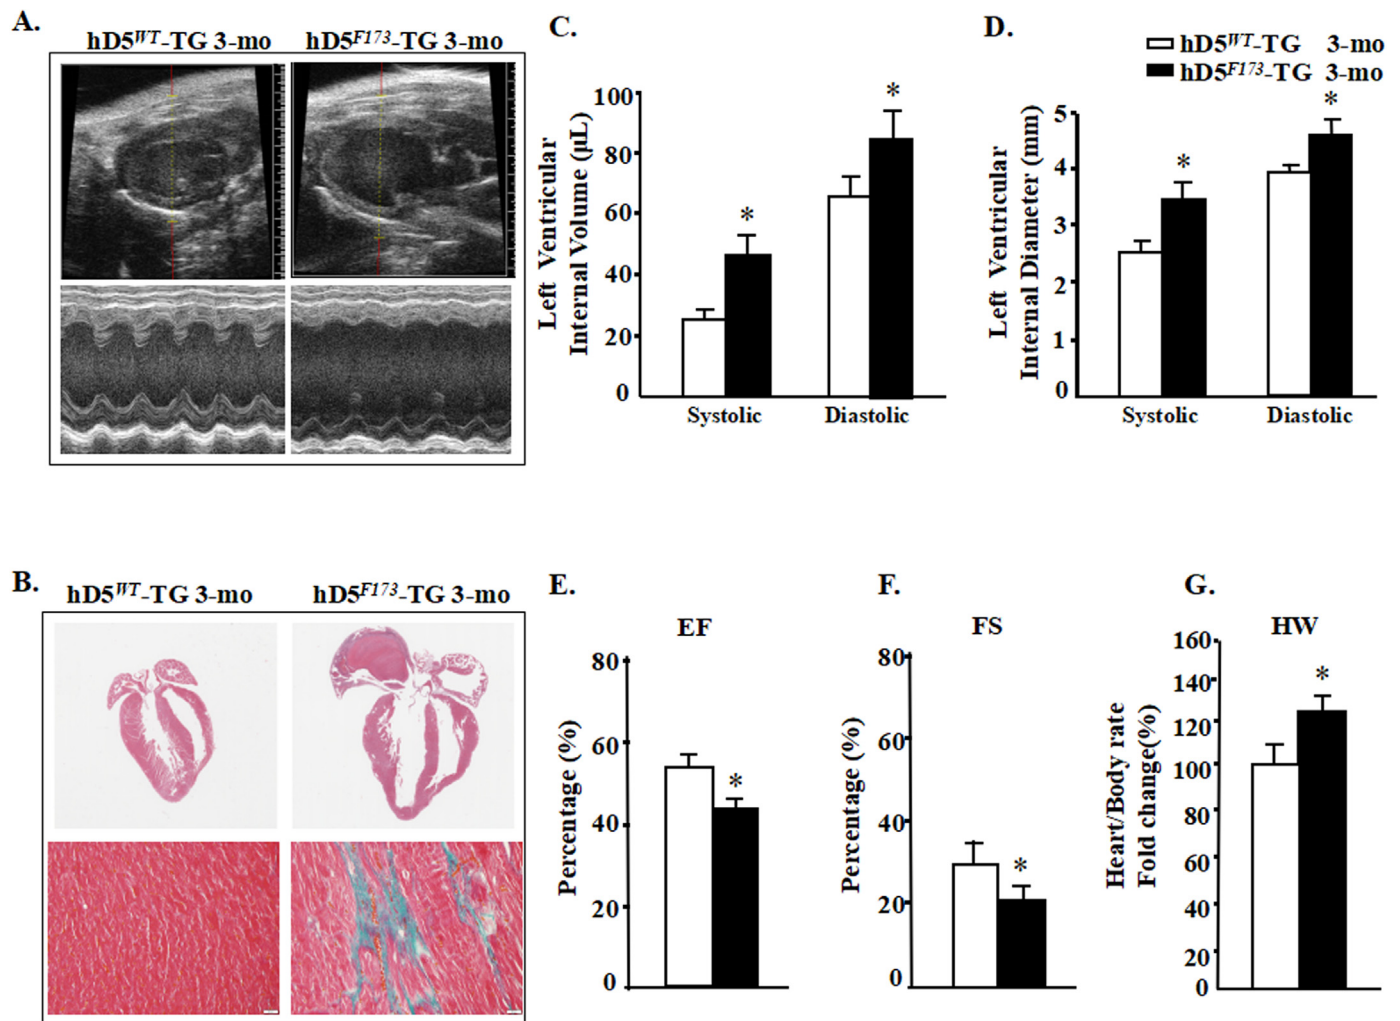 A.
hD5WT-TG 3-mo hD5F173-TG 3-mo
C.
Left Ventricular
Internal Volume (µL)
100
80
60
40
20
0
*
*
Systolic Diastolic
D.
hD5WT-TG 3-mo
hD5F173-TG 3-mo
Left Ventricular
Internal Diameter (mm)
5
4
3
2
1
0
*
*
Systolic Diastolic
B.
hD5WT-TG 3-mo hD5F173-TG 3-mo
E.
EF
Percentage (%)
80
60
40
20
0
*
F.
FS
Percentage (%)
80
60
40
20
0
*
G.
HW
Heart/Body rate
Fold change(%)
160
140
120
100
80
60
40
20
0
*